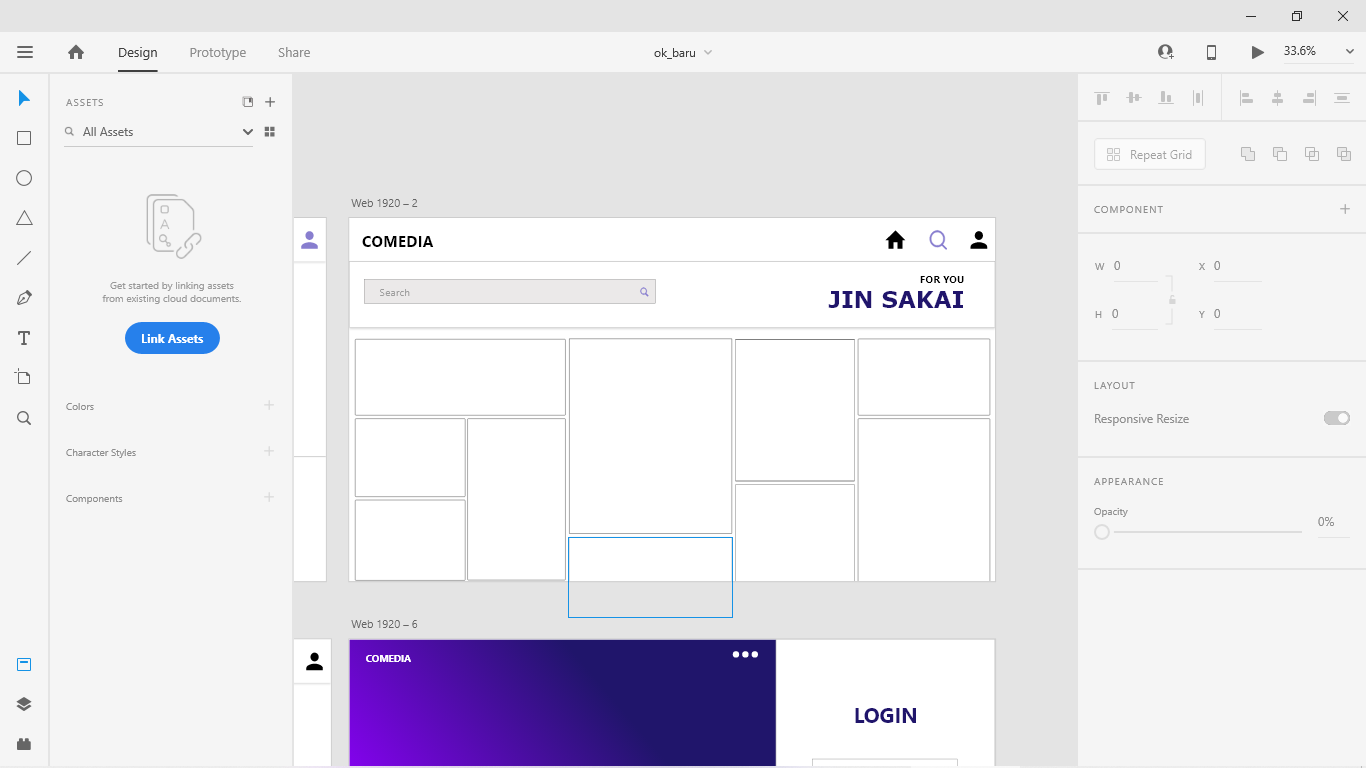 Design
Prototype
Share
ok_baru
33.6%
ASSETS
All Assets
A
Get started by linking assets
from existing cloud documents.
Link Assets
Colors
Character Styles
Components
Web 1920 – 2
COMEDIA
Search
FOR YOU
JIN SAKAI
Web 1920 – 6
COMEDIA
LOGIN
Repeat Grid
COMPONENT
W 0 X 0
H 0 Y 0
LAYOUT
Responsive Resize
APPEARANCE
Opacity
0%